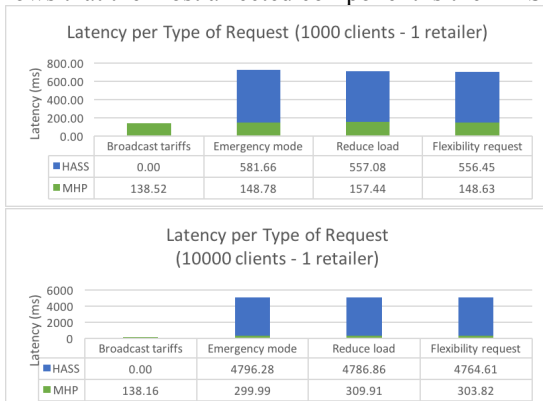 Latency per Type of Request (1000 clients - 1 retailer)
Latency (ms)
800.00
600.00
400.00
200.00
0.00
Broadcast tariffs Emergency mode Reduce load Flexibility request
HASS 0.00 581.66 557.08 556.45
MHP 138.52 148.78 157.44 148.63
Latency per Type of Request
(10000 clients - 1 retailer)
Latency (ms)
6000
4000
2000
0
Broadcast tariffs Emergency mode Reduce load Flexibility request
HASS 0.00 4796.28 4786.86 4764.61
MHP 138.16 299.99 309.91 303.82